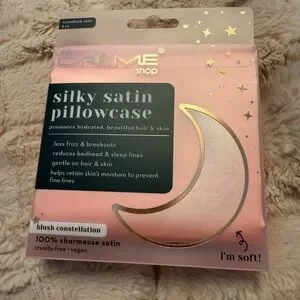 standard size
1 pc.
THE
CRÈME®
shop
silky satin
pillowcase
promotes hydrated, beautiful hair & skin
less frizz & breakouts
reduces bedhead & sleep lines
gentle on hair & skin
helps retain skin's moisture to prevent
fine lines
blush constellation
100% charmeuse satin
cruelty-free • vegan
I'm soft!